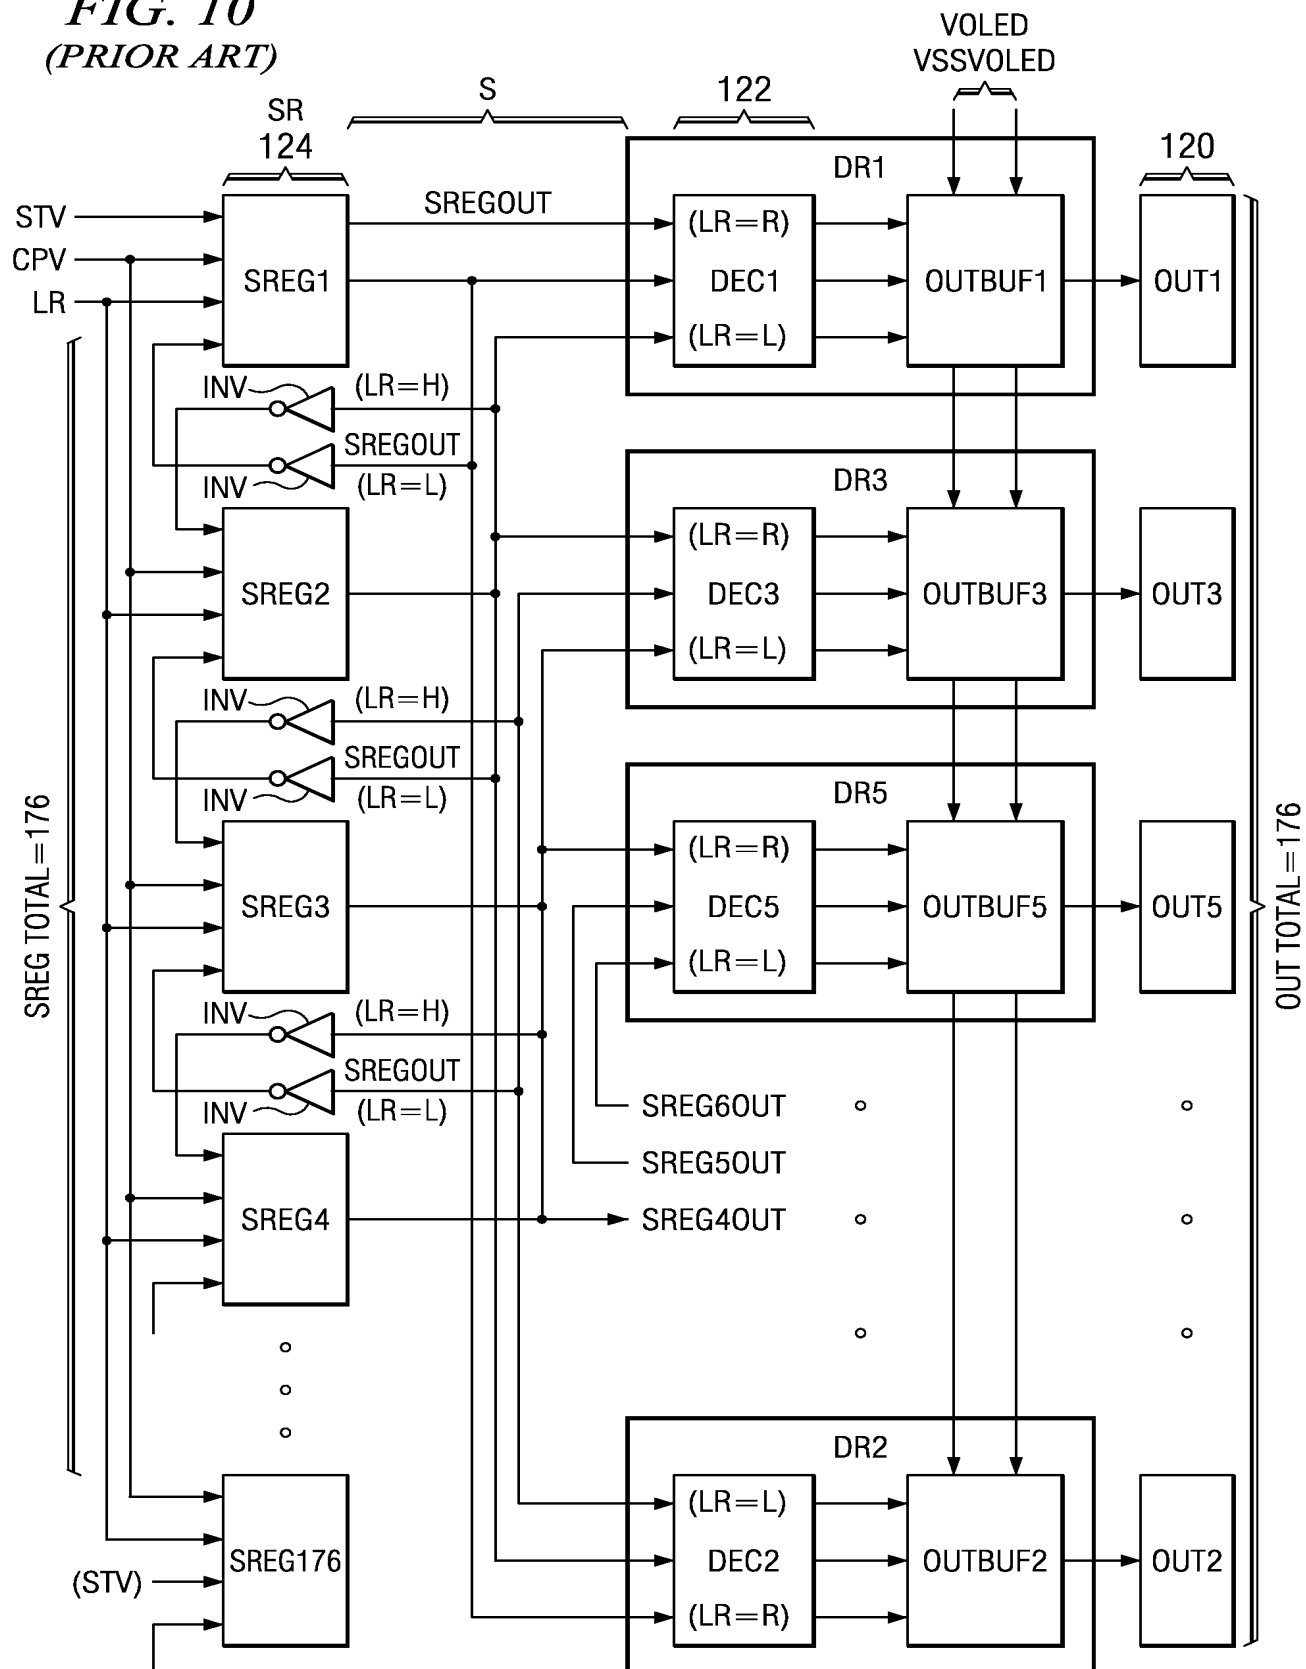 FIG. 10
(PRIOR ART)
VOLED
VSSVOLED
SR
124
S
122
120
DR1
STV
CPV
LR
SREG1
SREGOUT
(LR=R)
DEC1
(LR=L)
OUTBUF1
OUT1
INV
(LR=H)
SREGOUT
INV
(LR=L)
DR3
SREG2
(LR=R)
DEC3
(LR=L)
OUTBUF3
OUT3
INV
(LR=H)
SREGOUT
INV
(LR=L)
DR5
SREG3
(LR=R)
DEC5
(LR=L)
OUTBUF5
OUT5
SREG TOTAL=176
OUT TOTAL=176
INV
(LR=H)
SREGOUT
INV
(LR=L)
SREG6OUT
SREG5OUT
SREG4
SREG4OUT
DR2
SREG176
(STV)
(LR=L)
DEC2
(LR=R)
OUTBUF2
OUT2